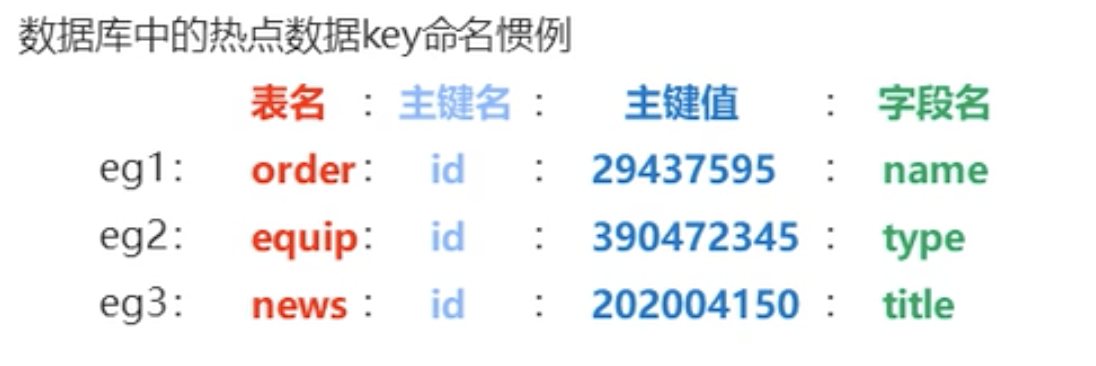 数据库中的热点数据key命名惯例
表名 : 主键名 : 主键值 : 字段名
eg1: order : id : 29437595 : name
eg2: equip : id : 390472345 : type
eg3: news : id : 202004150 : title